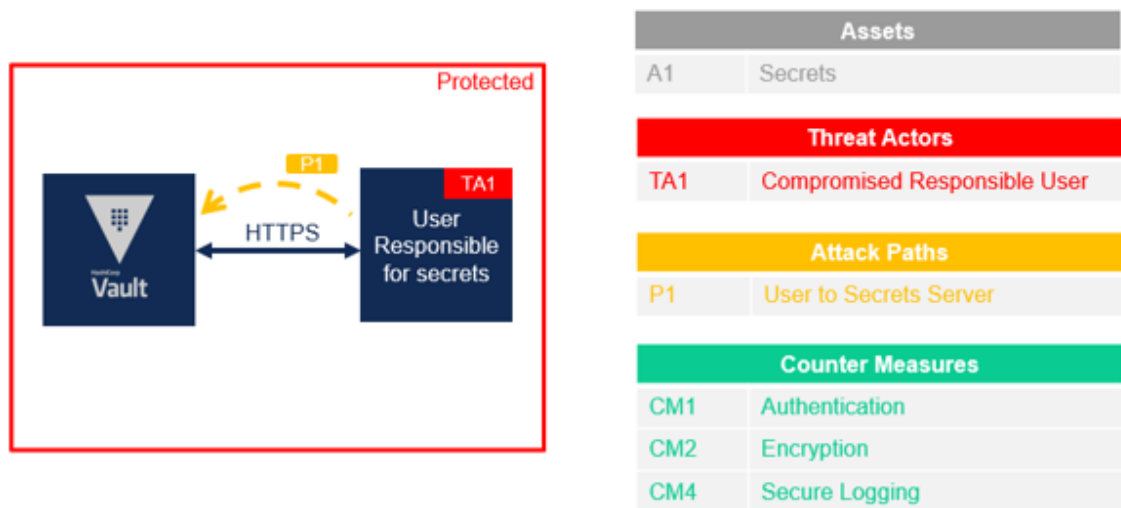 Protected
P1
TA1
HTTPS
User
Responsible
for secrets
HashiCorp
Vault
Assets
A1 Secrets
Threat Actors
TA1 Compromised Responsible User
Attack Paths
P1 User to Secrets Server
Counter Measures
CM1 Authentication
CM2 Encryption
CM4 Secure Logging